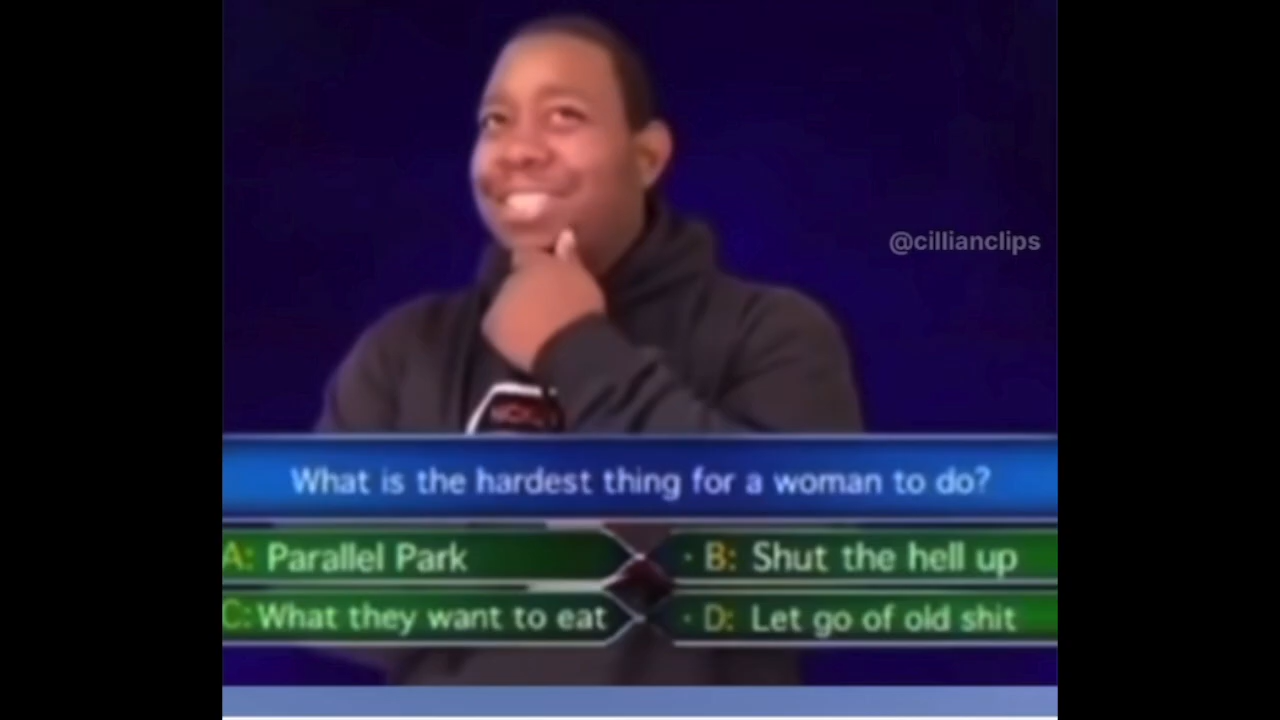 @cillianclips
What is the hardest thing for a woman to do?
A: Parallel Park
B: Shut the hell up
C: What they want to eat
D: Let go of old shit